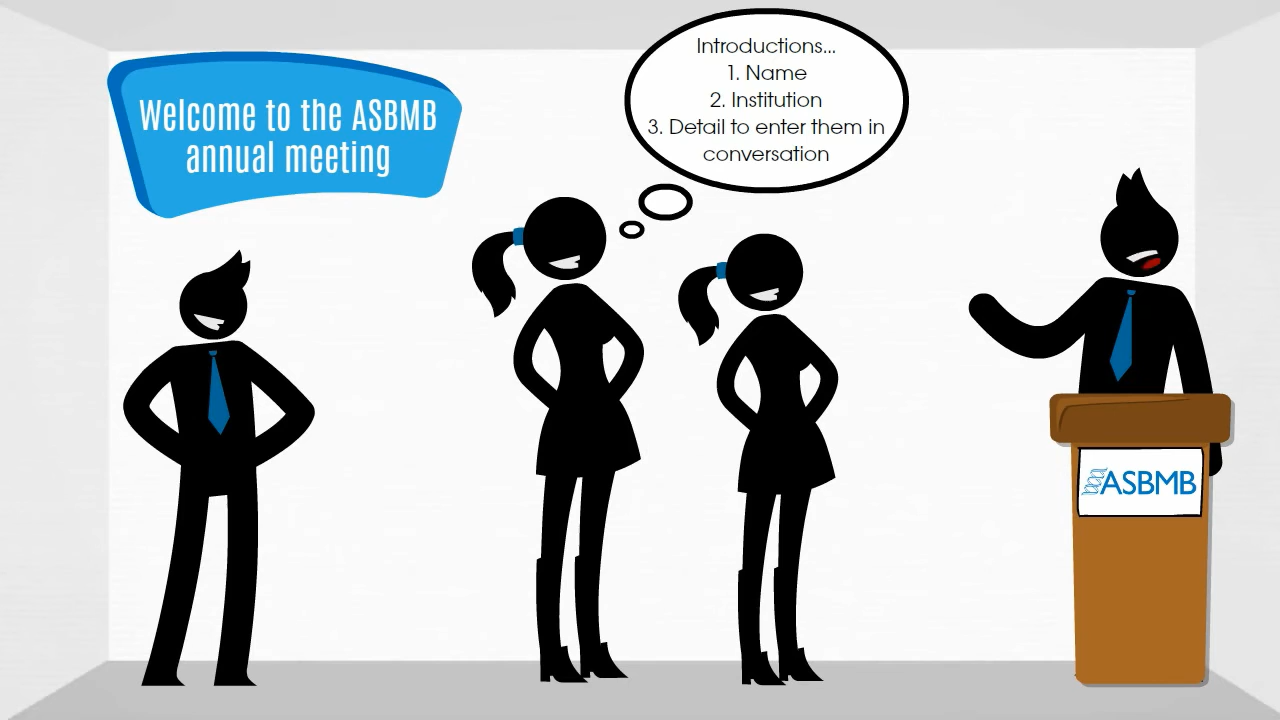 Welcome to the ASBMB
annual meeting
Introductions...
1. Name
2. Institution
3. Detail to enter them in
conversation
ASBMB